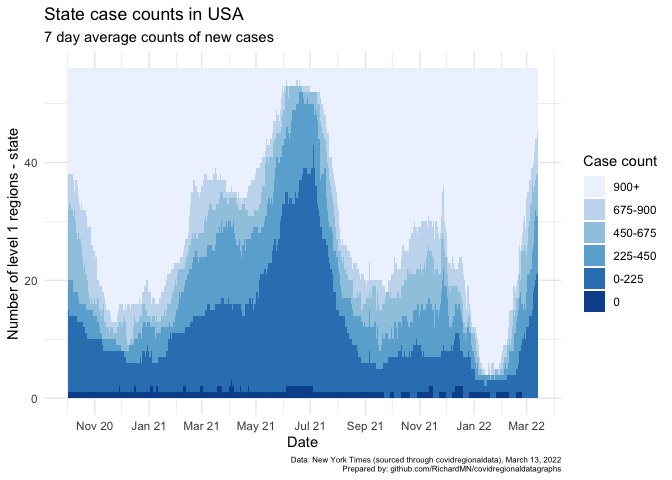 State case counts in USA
7 day average counts of new cases
Number of level 1 regions - state
40
20
0
Nov 20 Jan 21 Mar 21 May 21 Jul 21 Sep 21 Nov 21 Jan 22 Mar 22
Date
Case count
900+
675-900
450-675
225-450
0-225
0
Data: New York Times (sourced through covidregionaldata), March 13, 2022
Prepared by: github.com/RichardMN/covidregionaldatagraphs